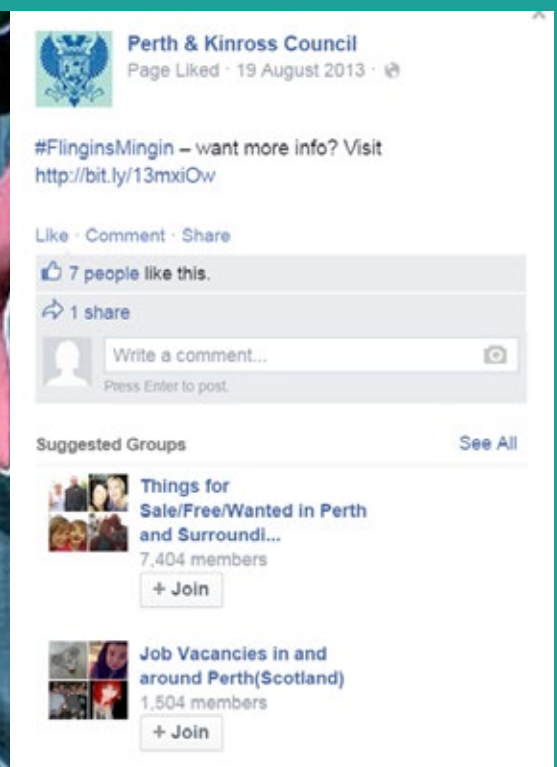 Perth & Kinross Council
Page Liked · 19 August 2013 ·
#FlinginsMingin – want more info? Visit
http://bit.ly/13mxiOw
Like · Comment · Share
7 people like this.
1 share
Write a comment...
Press Enter to post.
Suggested Groups
See All
Things for
Sale/Free/Wanted in Perth
and Surroundi...
7,404 members
+ Join
Job Vacancies in and
around Perth(Scotland)
1,504 members
+ Join